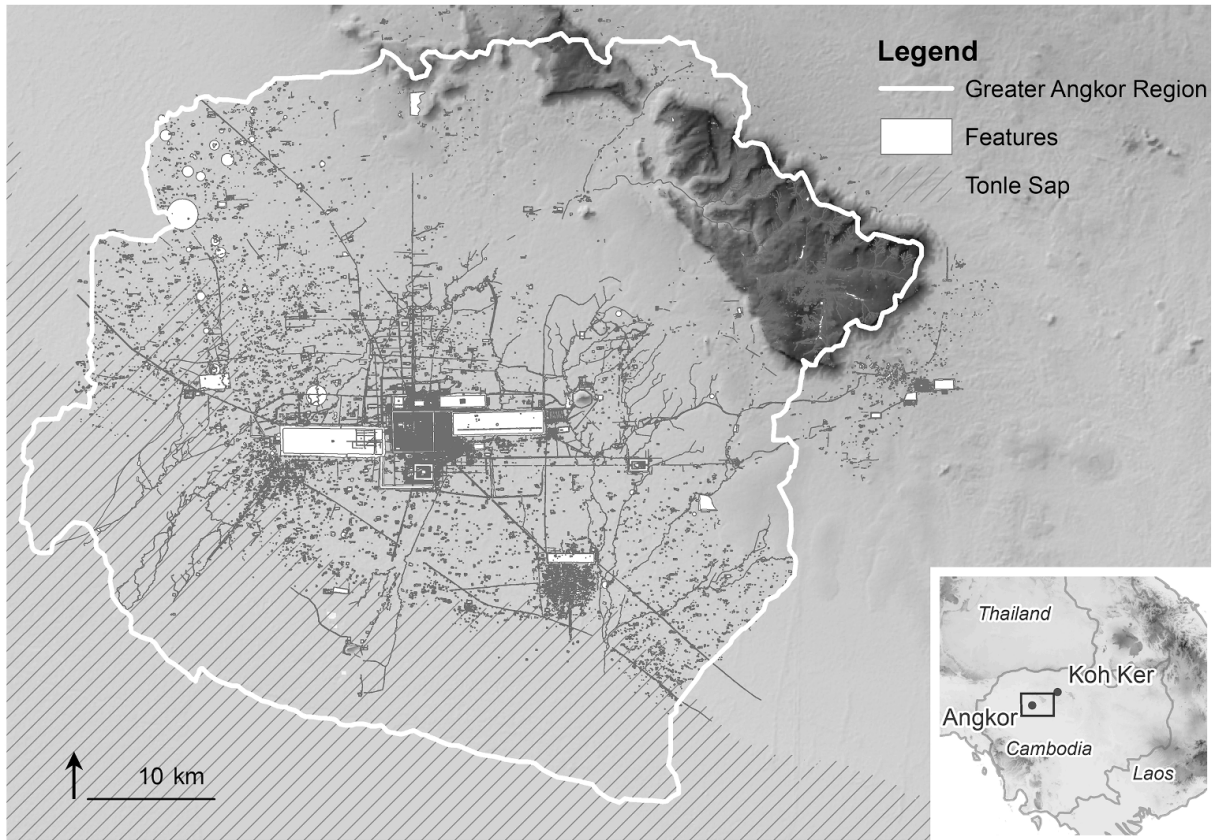 Legend
Greater Angkor Region
Features
Tonle Sap
10 km
Thailand
Koh Ker
Angkor
Cambodia
Laos